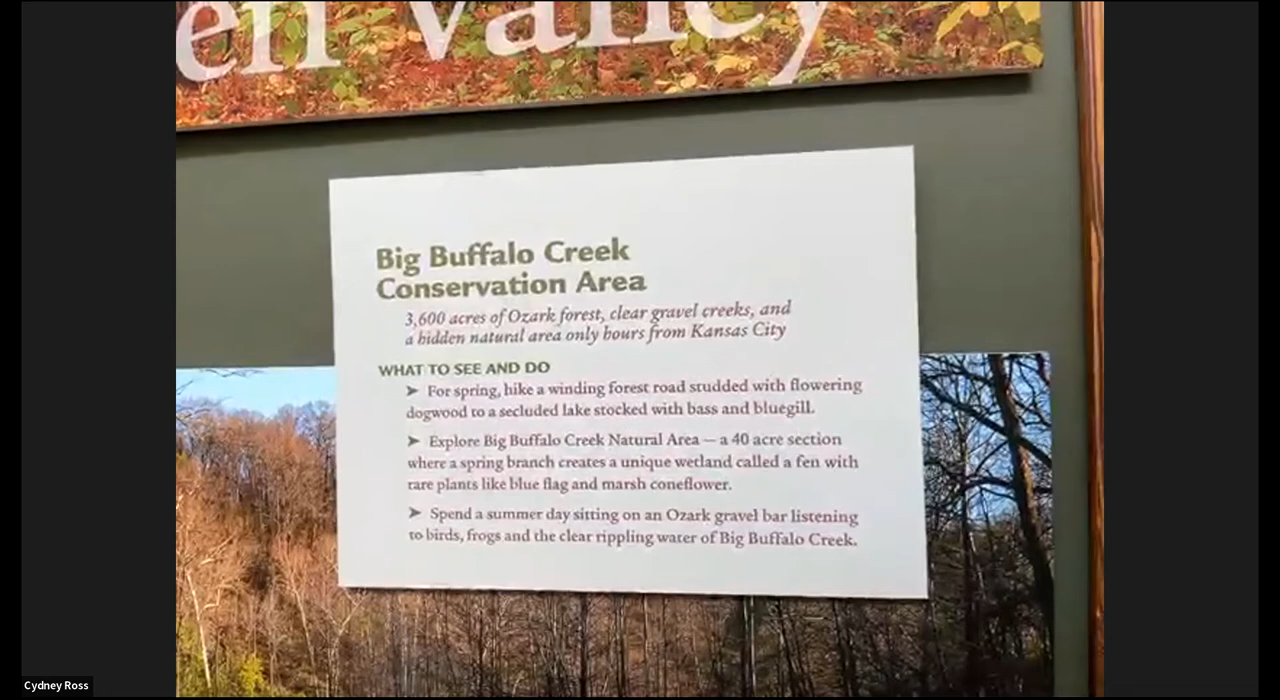 en Valley
Big Buffalo Creek
Conservation Area
3,600 acres of Ozark forest, clear gravel creeks, and
a hidden natural area only hours from Kansas City
WHAT TO SEE AND DO
➤ For spring, hike a winding forest road studded with flowering
dogwood to a secluded lake stocked with bass and bluegill.
➤ Explore Big Buffalo Creek Natural Area — a 40 acre section
where a spring branch creates a unique wetland called a fen with
rare plants like blue flag and marsh coneflower.
➤ Spend a summer day sitting on an Ozark gravel bar listening
to birds, frogs and the clear rippling water of Big Buffalo Creek.
Cydney Ross